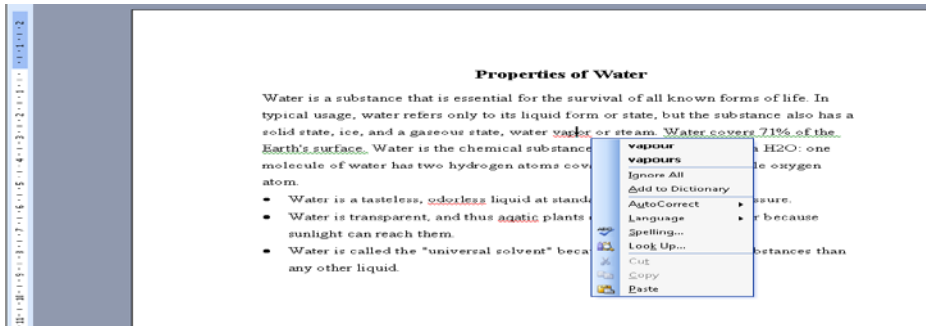 Properties of Water
Water is a substance that is essential for the survival of all known forms of life. In
typical usage, water refers only to its liquid form or state, but the substance also has a
solid state, ice, and a gaseous state, water vapor or steam. Water covers 71% of the
Earth's surface. Water is the chemical substance H2O: one
molecule of water has two hydrogen atoms oxygen
atom.
• Water is a tasteless, odorless liquid at
• Water is transparent, and thus aqatic plants because
sunlight can reach them.
• Water is called the "universal solvent" than
any other liquid.
vapour
vapours
Ignore All
Add to Dictionary
AutoCorrect
Language
Spelling...
Look Up...
Cut
Copy
Paste